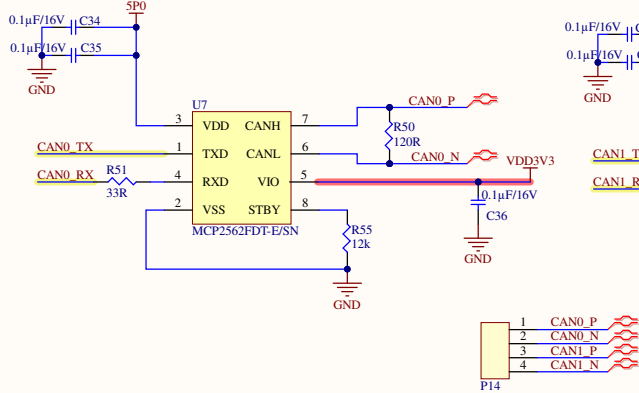 5P0
0.1µF/16V C34
0.1µF/16V C35
GND
0.1µF/16V C
0.1µF/16V
GND
U7
3 VDD CANH 7
1 TXD CANL 6
4 RXD VIO 5
2 VSS STBY 8
MCP2562FDT-E/SN
CAN0_TX
CAN0_RX R51
33R
CAN0_P
R50
120R
CAN0_N
VDD3V3
0.1µF/16V
C36
GND
R55
12k
GND
CAN1_T
CAN1_R
1 CAN0_P
2 CAN0_N
3 CAN1_P
4 CAN1_N
P14